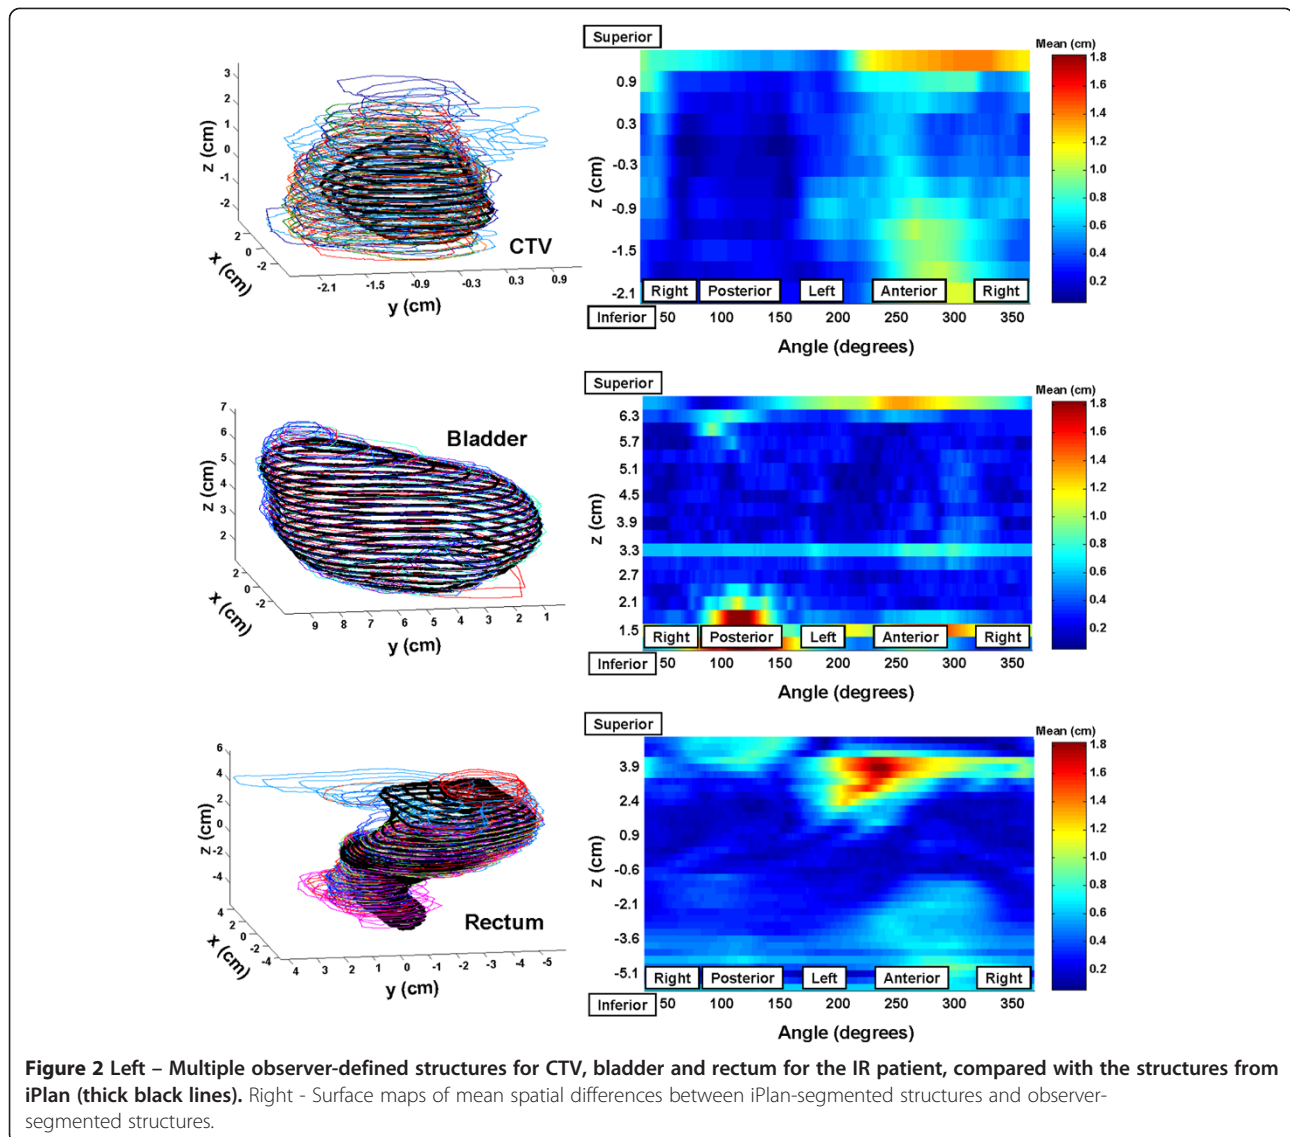 3
2
1
0
-1
-2
z (cm)
2
0
-2
x (cm)
-2.1 -1.5 -0.9 -0.3 0.3 0.9
y (cm)
CTV
Superior
0.9
0.3
-0.3
-0.9
-1.5
-2.1
z (cm)
Right Posterior Left Anterior Right
Inferior
50 100 150 200 250 300 350
Angle (degrees)
Mean (cm)
1.8
1.6
1.4
1.2
1.0
0.8
0.6
0.4
0.2
7
6
5
4
3
2
z (cm)
2
0
-2
x (cm)
9 8 7 6 5 4 3 2 1
y (cm)
Bladder
Superior
6.3
5.7
5.1
4.5
3.9
3.3
2.7
2.1
1.5
z (cm)
Right Posterior Left Anterior Right
Inferior
50 100 150 200 250 300 350
Angle (degrees)
Mean (cm)
1.8
1.6
1.4
1.2
1.0
0.8
0.6
0.4
0.2
6
4
2
0
-2
-4
z (cm)
4
2
0
-2
-4
x (cm)
4 3 2 1 0 -1 -2 -3 -4 -5
y (cm)
Rectum
Superior
3.9
2.4
0.9
-0.6
-2.1
-3.6
-5.1
z (cm)
Right Posterior Left Anterior Right
Inferior
50 100 150 200 250 300 350
Angle (degrees)
Mean (cm)
1.8
1.6
1.4
1.2
1.0
0.8
0.6
0.4
0.2
Figure 2 Left – Multiple observer-defined structures for CTV, bladder and rectum for the IR patient, compared with the structures from
iPlan (thick black lines). Right - Surface maps of mean spatial differences between iPlan-segmented structures and observer-
segmented structures.